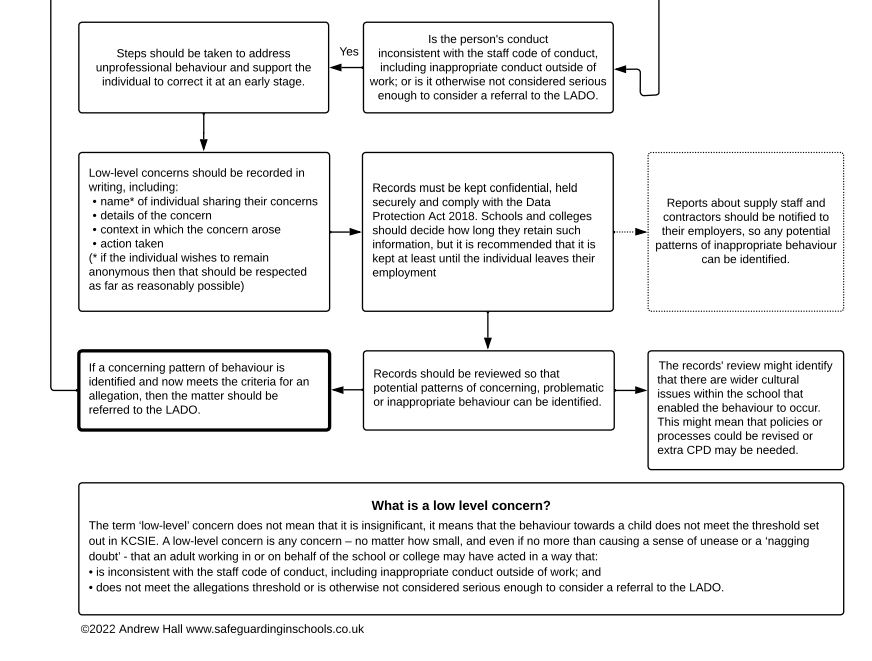 Is the person's conduct
inconsistent with the staff code of conduct,
including inappropriate conduct outside of
work; or is it otherwise not considered serious
enough to consider a referral to the LADO.
Yes
Steps should be taken to address
unprofessional behaviour and support the
individual to correct it at an early stage.
Low-level concerns should be recorded in
writing, including:
• name* of individual sharing their concerns
• details of the concern
• context in which the concern arose
• action taken
(* if the individual wishes to remain
anonymous then that should be respected
as far as reasonably possible)
Records must be kept confidential, held
securely and comply with the Data
Protection Act 2018. Schools and colleges
should decide how long they retain such
information, but it is recommended that it is
kept at least until the individual leaves their
employment
Reports about supply staff and
contractors should be notified to
their employers, so any potential
patterns of inappropriate behaviour
can be identified.
If a concerning pattern of behaviour is
identified and now meets the criteria for an
allegation, then the matter should be
referred to the LADO.
Records should be reviewed so that
potential patterns of concerning, problematic
or inappropriate behaviour can be identified.
The records' review might identify
that there are wider cultural
issues within the school that
enabled the behaviour to occur.
This might mean that policies or
processes could be revised or
extra CPD may be needed.
What is a low level concern?
The term ‘low-level’ concern does not mean that it is insignificant, it means that the behaviour towards a child does not meet the threshold set
out in KCSIE. A low-level concern is any concern – no matter how small, and even if no more than causing a sense of unease or a ‘nagging
doubt’ - that an adult working in or on behalf of the school or college may have acted in a way that:
• is inconsistent with the staff code of conduct, including inappropriate conduct outside of work; and
• does not meet the allegations threshold or is otherwise not considered serious enough to consider a referral to the LADO.
©2022 Andrew Hall www.safeguardinginschools.co.uk